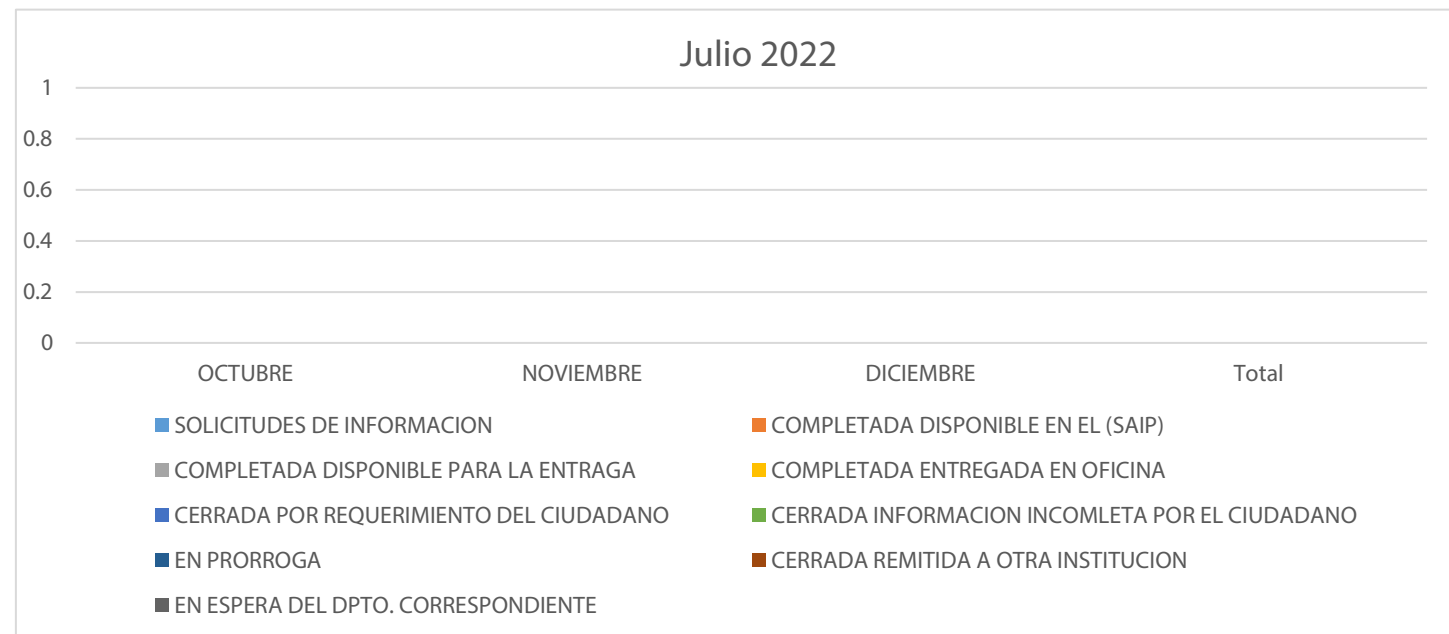 Julio 2022
1
0.8
0.6
0.4
0.2
0
OCTUBRE NOVIEMBRE DICIEMBRE Total
SOLICITUDES DE INFORMACION COMPLETADA DISPONIBLE EN EL (SAIP)
COMPLETADA DISPONIBLE PARA LA ENTRAGA COMPLETADA ENTREGADA EN OFICINA
CERRADA POR REQUERIMIENTO DEL CIUDADANO CERRADA INFORMACION INCOMLETA POR EL CIUDADANO
EN PRORROGA CERRADA REMITIDA A OTRA INSTITUCION
EN ESPERA DEL DPTO. CORRESPONDIENTE